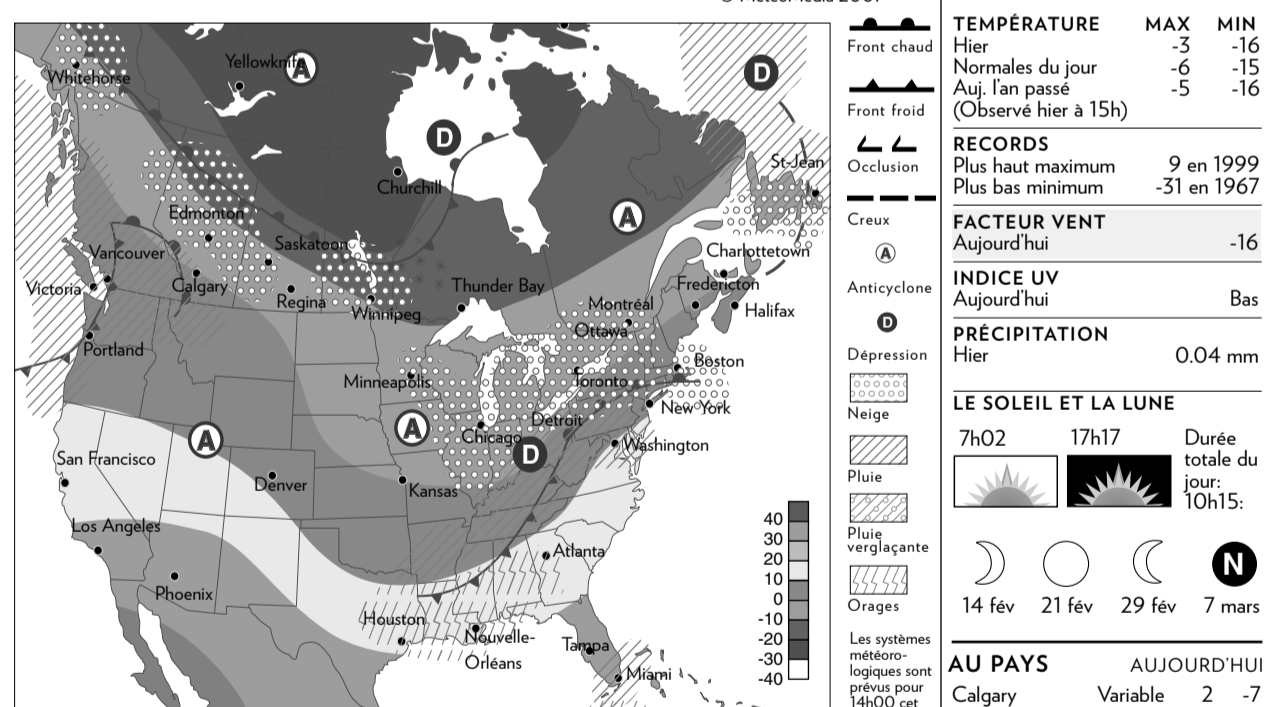 © MétéoMédia 2007
Yellowknife
A
D
Whitehorse
D
St-Jean
Churchill
Edmonton
A
Saskatoon
Vancouver
Charlottetown
Victoria
Calgary
Regina
Thunder Bay
Fredericton
Winnipeg
Montréal
Halifax
Ottawa
Portland
Boston
Minneapolis
Toronto
New York
A
A
Detroit
Chicago
Washington
San Francisco
D
Denver
Kansas
Los Angeles
Atlanta
Phoenix
Houston
Nouvelle-
Orléans
Tampa
Miami
40
30
20
10
0
-10
-20
-30
-40
Front chaud
Front froid
Occlusion
Creux
A
Anticyclone
D
Dépression
Neige
Pluie
Pluie
verglaçante
Orages
Les systèmes
météoro-
logiques sont
prévus pour
14h00 cet
TEMPÉRATURE MAX MIN
Hier -3 -16
Normales du jour -6 -15
Auj. l'an passé -5 -16
(Observé hier à 15h)
RECORDS
Plus haut maximum 9 en 1999
Plus bas minimum -31 en 1967
FACTEUR VENT
Aujourd'hui -16
INDICE UV
Aujourd'hui Bas
PRÉCIPITATION
Hier 0.04 mm
LE SOLEIL ET LA LUNE
7h02 17h17 Durée
totale du
jour:
10h15:
N
14 fév 21 fév 29 fév 7 mars
AU PAYS AUJOURD'HUI
Calgary Variable 2 -7